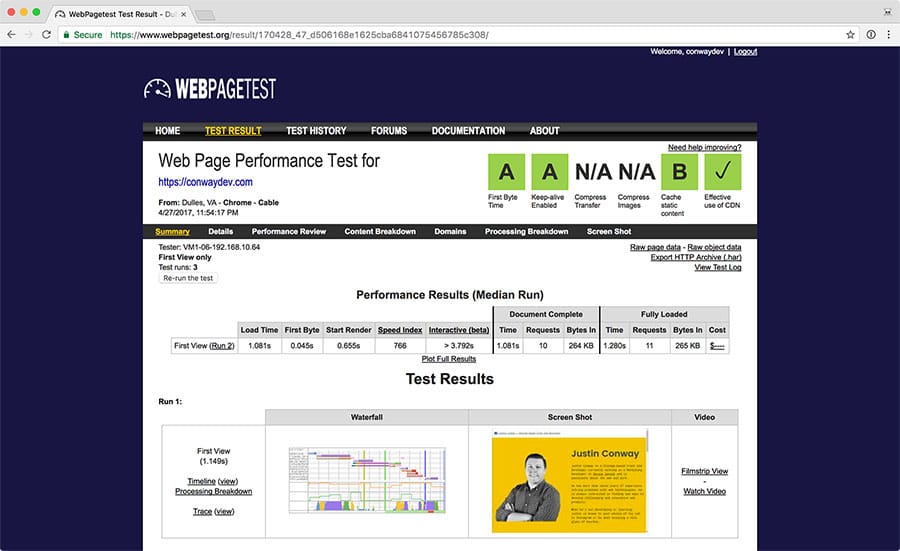 WebPagetest Test Result - Du
Secure https://www.webpagetest.org/result/170428_47_d506168e1625cba6841075456785c308/
Welcome, conwaydev | Logout
WEBPAGETEST
HOME TEST RESULT TEST HISTORY FORUMS DOCUMENTATION ABOUT
Need help improving?
Web Page Performance Test for
https://conwaydev.com
From: Dulles, VA - Chrome - Cable
4/27/2017, 11:54:17 PM
A A N/A N/A B ✓
First Byte Time
Keep-alive Enabled
Compress Transfer
Compress Images
Cache static content
Effective use of CDN
Summary Details Performance Review Content Breakdown Domains Processing Breakdown Screen Shot
Tester: VM1-06-192.168.10.64
First View only
Test runs: 3
Re-run the test
Raw page data - Raw object data
Export HTTP Archive (.har)
View Test Log
Performance Results (Median Run)
Document Complete Fully Loaded
Load Time First Byte Start Render Speed Index Interactive (beta) Time Requests Bytes In Time Requests Bytes In Cost
First View (Run 2) 1.081s 0.045s 0.655s 766 > 3.792s 1.081s 10 264 KB 1.280s 11 265 KB $----
Plot Full Results
Test Results
Run 1:
Waterfall Screen Shot Video
First View
(1.149s)
Timeline (view)
Processing Breakdown
Trace (view)
Justin Conway
Filmstrip View
-
Watch Video